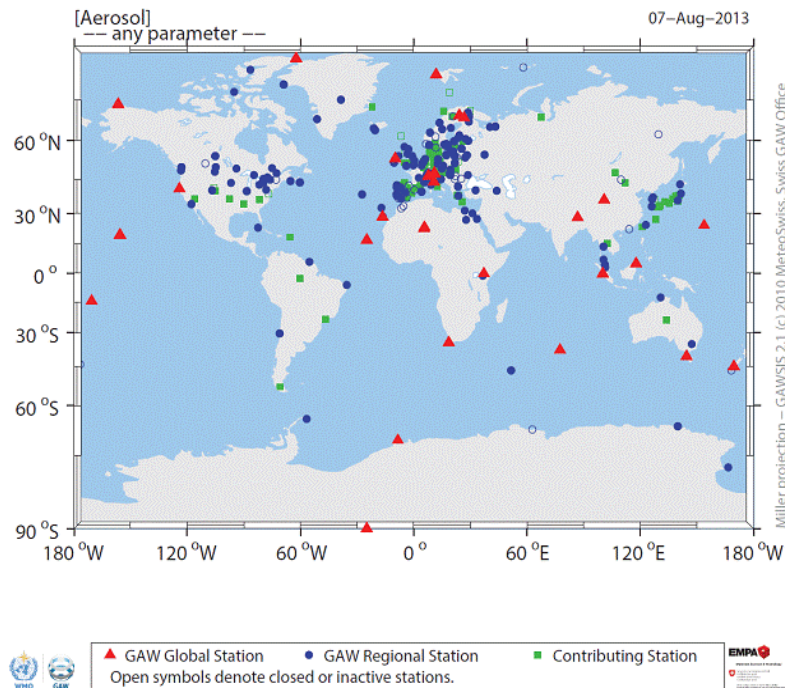 [Aerosol]
−− any parameter −−
07−Aug−2013
60 °N
30 °N
0 °
30 °S
60 °S
90 °S
180 °W
120 °W
60 °W
0 °
60 °E
120 °E
180 °W
Miller projection − GAWSIS 2.1 (c) 2010 MeteoSwiss, Swiss GAW Office
GAW Global Station
GAW Regional Station
Contributing Station
Open symbols denote closed or inactive stations.
WMO
GAW
EMPA